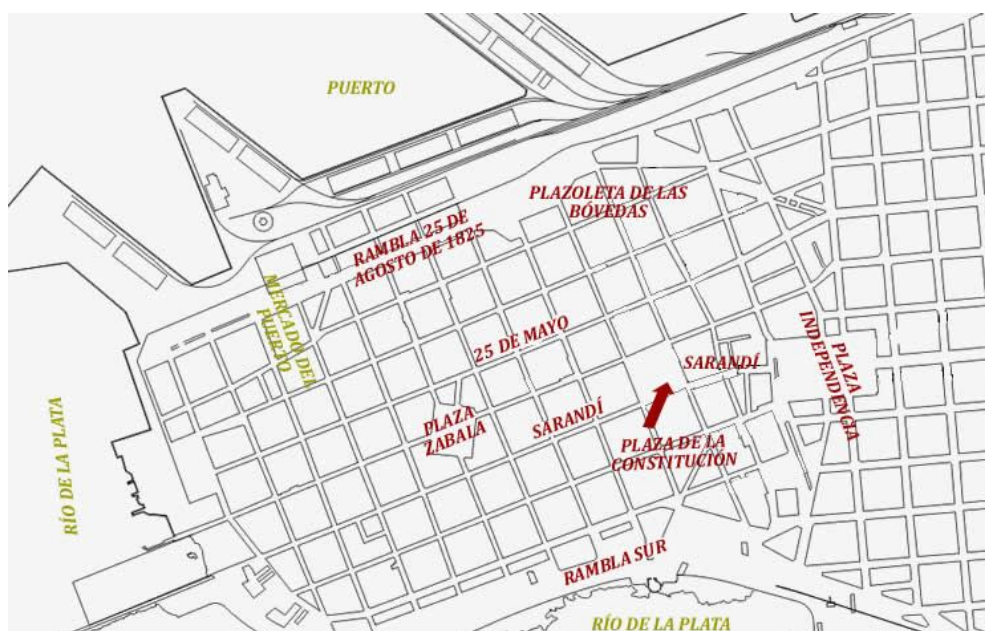 PUERTO
PLAZOLETA DE LAS
BÓVEDAS
RAMBLA 25 DE
AGOSTO DE 1825
MERCADO DEL
PUERTO
25 DE MAYO
SARANDÍ
PLAZA
INDEPENDENCIA
PLAZA
ZABALA
SARANDÍ
PLAZA DE LA
CONSTITUCIÓN
RÍO DE LA PLATA
RAMBLA SUR
RÍO DE LA PLATA